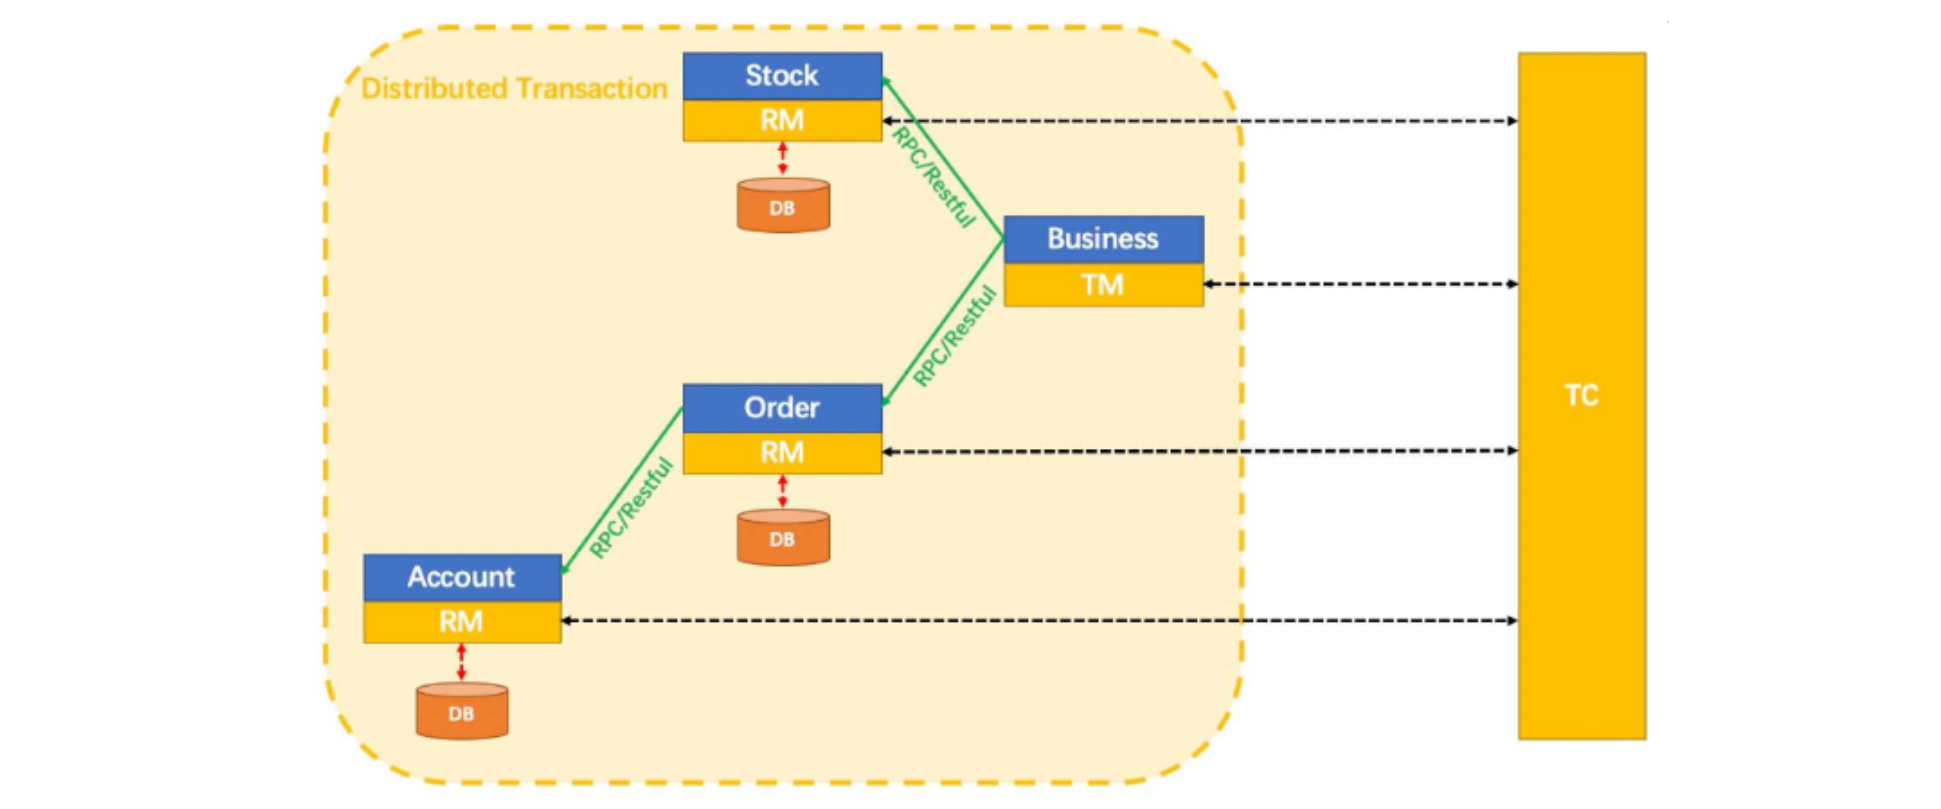 Distributed Transaction
Stock
RM
DB
RPC/Restful
Business
TM
RPC/Restful
Order
RM
DB
RPC/Restful
Account
RM
DB
TC